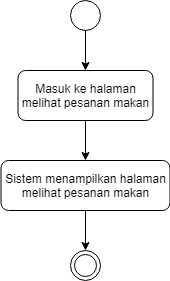 Masuk ke halaman
melihat pesanan makan
Sistem menampilkan halaman
melihat pesanan makan